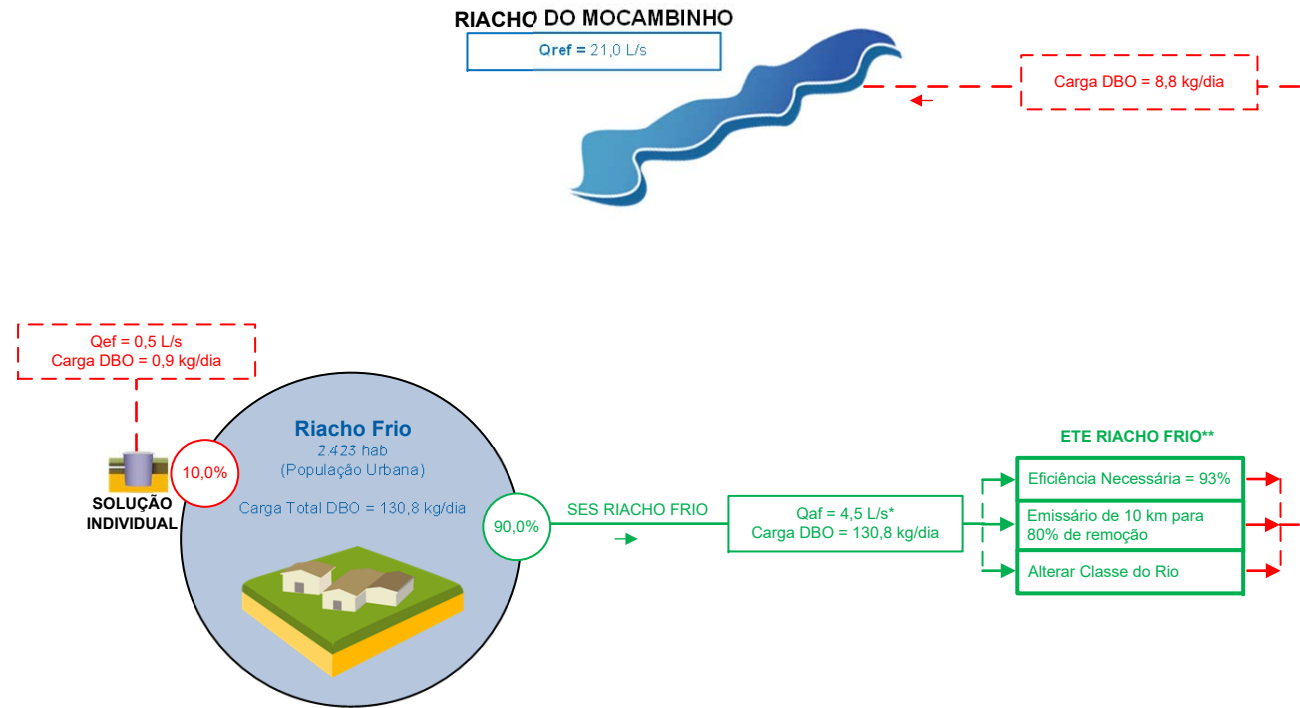 RIACHO DO MOCAMBINHO
Qref = 21,0 L/s
Carga DBO = 8,8 kg/dia
Qef = 0,5 L/s
Carga DBO = 0,9 kg/dia
SOLUÇÃO
INDIVIDUAL
10,0%
Riacho Frio
2.423 hab
(População Urbana)
Carga Total DBO = 130,8 kg/dia
90,0%
SES RIACHO FRIO
Qaf = 4,5 L/s*
Carga DBO = 130,8 kg/dia
ETE RIACHO FRIO**
Eficiência Necessária = 93%
Emissário de 10 km para
80% de remoção
Alterar Classe do Rio